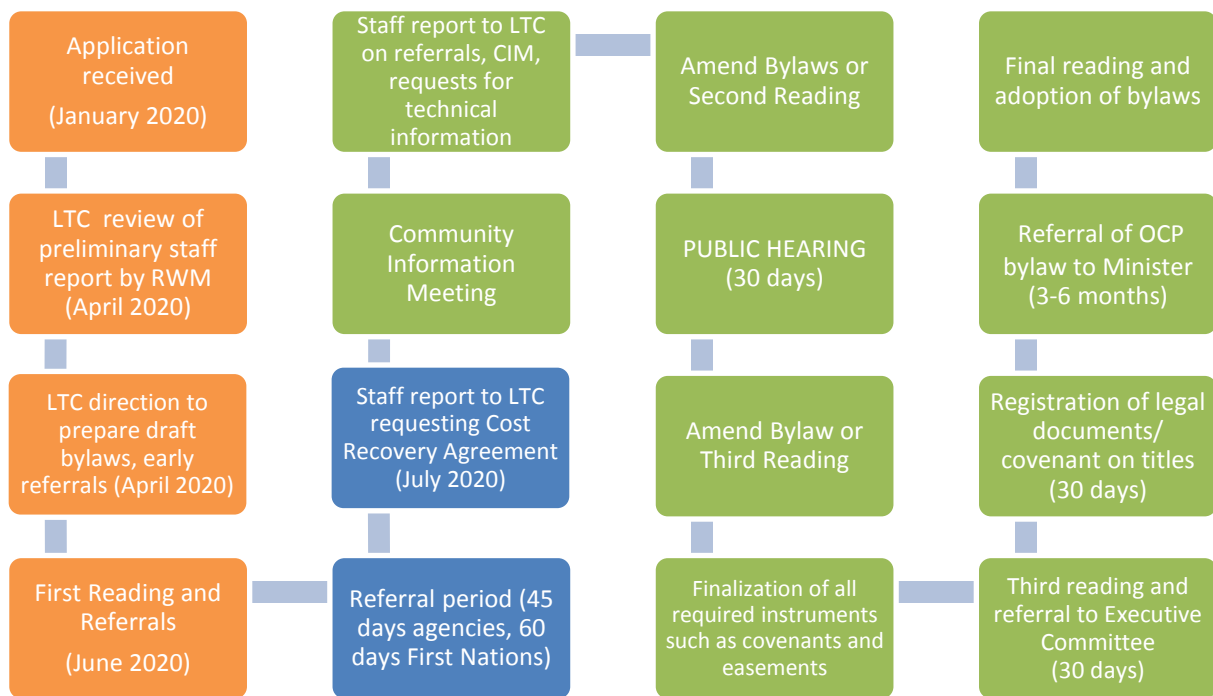 Application
received
(January 2020)
LTC review of
preliminary staff
report by RWM
(April 2020)
LTC direction to
prepare draft
bylaws, early
referrals (April 2020)
First Reading and
Referrals
(June 2020)
Referral period (45
days agencies, 60
days First Nations)
Staff report to LTC
requesting Cost
Recovery Agreement
(July 2020)
Community
Information
Meeting
Staff report to LTC
on referrals, CIM,
requests for
technical
information
Amend Bylaws or
Second Reading
PUBLIC HEARING
(30 days)
Amend Bylaw or
Third Reading
Finalization of all
required instruments
such as covenants and
easements
Third reading and
referral to Executive
Committee
(30 days)
Registration of legal
documents/
covenant on titles
(30 days)
Referral of OCP
bylaw to Minister
(3-6 months)
Final reading and
adoption of bylaws